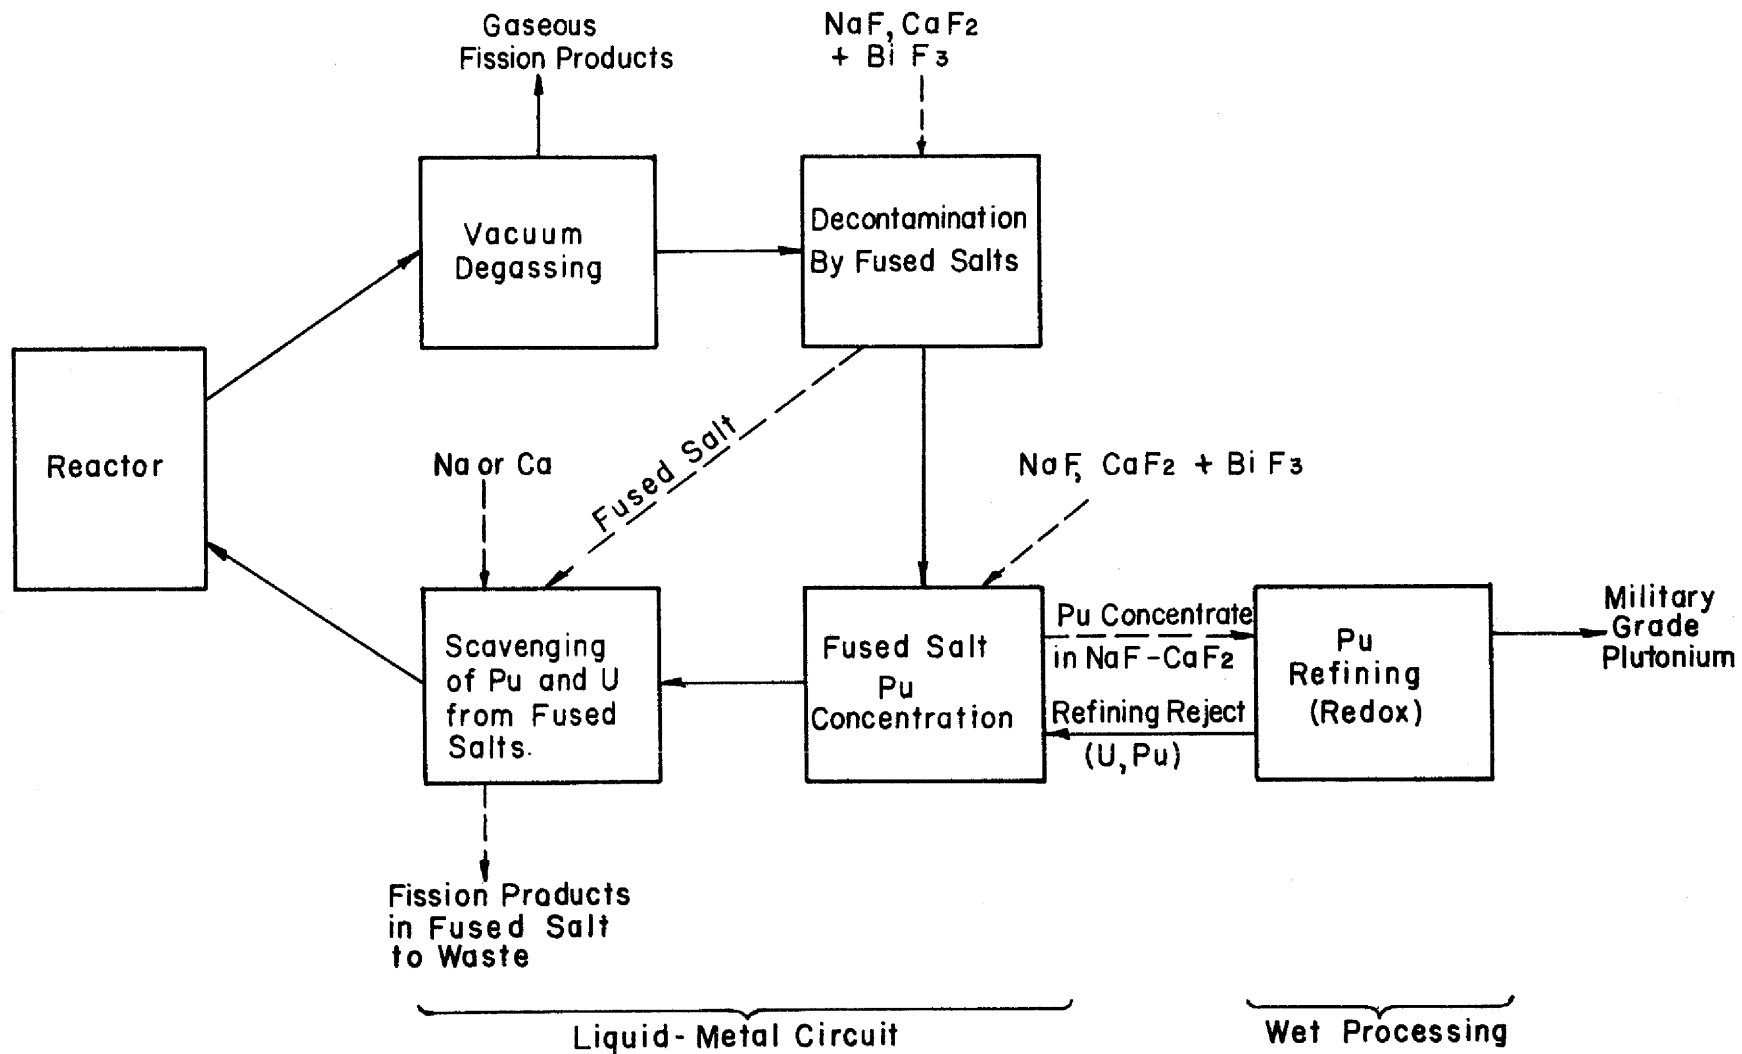 Gaseous
Fission Products
NaF, CaF2
+ Bi F3
Vacuum
Degassing
Decontamination
By Fused Salts
Reactor
Na or Ca
Fused Salt
NaF, CaF2 + Bi F3
Scavenging
of Pu and U
from Fused
Salts.
Fused Salt
Pu
Concentration
Pu Concentrate
in NaF-CaF2
Refining Reject
(U, Pu)
Pu
Refining
(Redox)
Military
Grade
Plutonium
Fission Products
in Fused Salt
to Waste
Liquid-Metal Circuit
Wet Processing